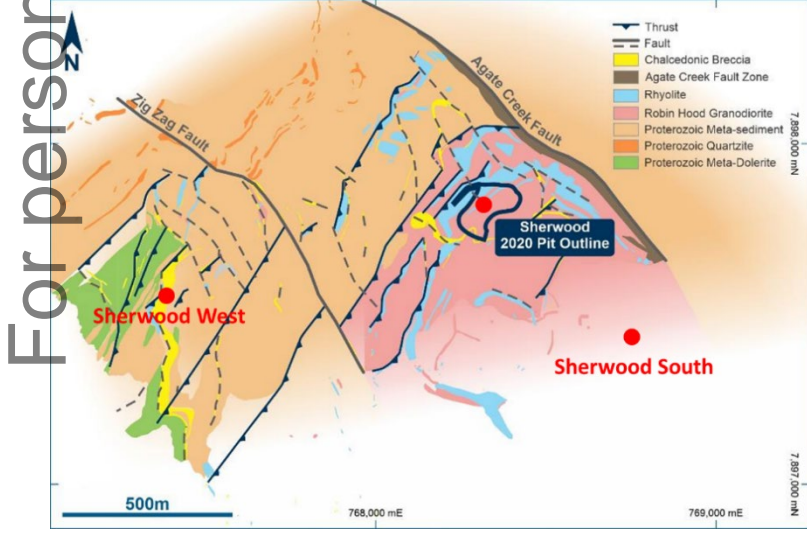 For person
N
Zig Zag Fault
Agate Creek Fault
Thrust
Fault
Chalcedonic Breccia
Agate Creek Fault Zone
Rhyolite
Robin Hood Granodiorite
Proterozoic Meta-sediment
Proterozoic Quartzite
Proterozoic Meta-Dolerite
7,898,000 mN
Sherwood
2020 Pit Outline
Sherwood West
Sherwood South
7,897,000 mN
500m
768,000 mE
769,000 mE